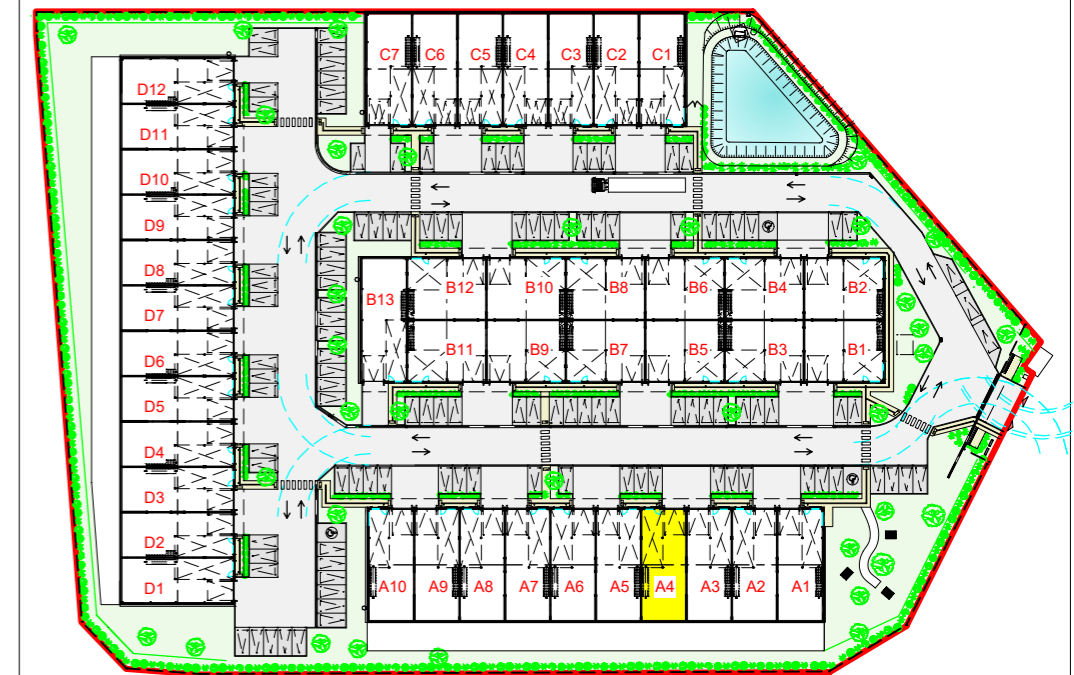 C7 C6 C5 C4 C3 C2 C1
D12
D11
D10
D9
D8
D7
D6
D5
D4
D3
D2
D1
B13 B12 B10 B8 B6 B4 B2
B11 B9 B7 B5 B3 B1
A10 A9 A8 A7 A6 A5 A4 A3 A2 A1